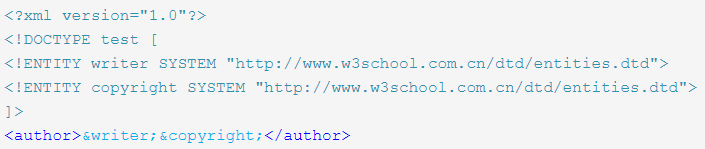 <?xml version="1.0"?>
<!DOCTYPE test [
<!ENTITY writer SYSTEM "http://www.w3school.com.cn/dtd/entities.dtd">
<!ENTITY copyright SYSTEM "http://www.w3school.com.cn/dtd/entities.dtd">
]>
<author>&writer;&copyright;</author>